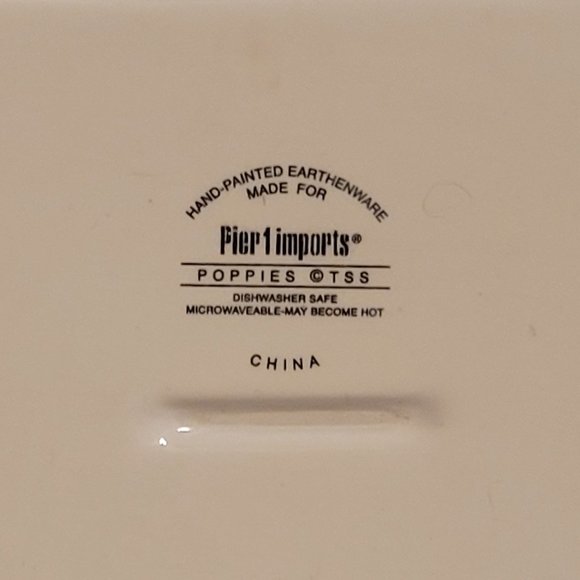 HAND-PAINTED EARTHENWARE
MADE FOR
Pier 1 imports®
POPPIES ©TSS
DISHWASHER SAFE
MICROWAVEABLE-MAY BECOME HOT
CHINA